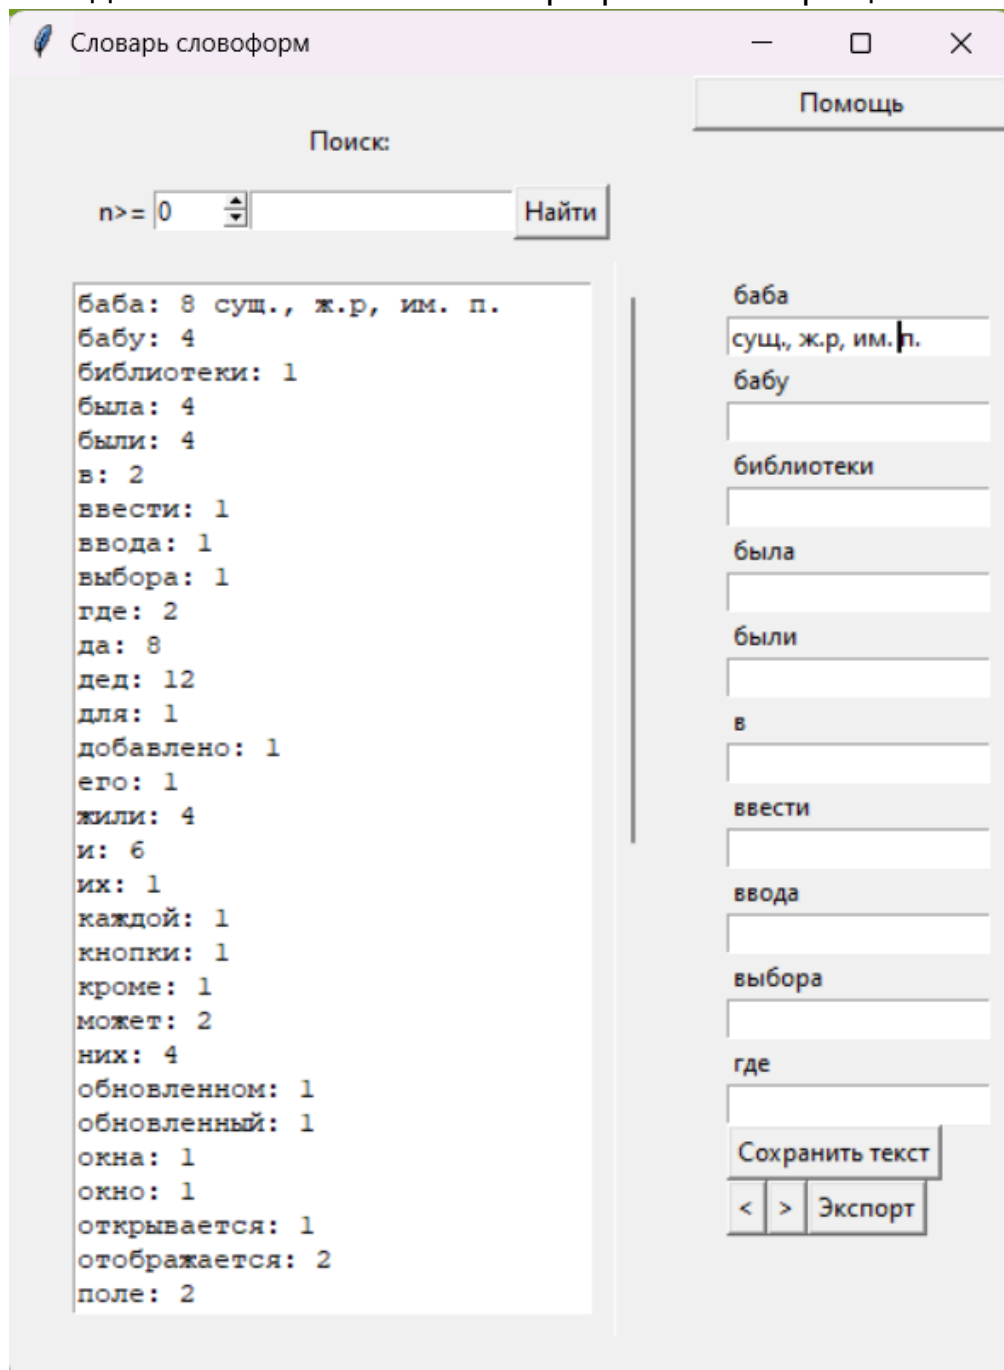 Словарь словоформ
Помощь
Поиск:
n>= 0
Найти
баба: 8 сущ., ж.р, им. п.
бабу: 4
библиотеки: 1
была: 4
были: 4
в: 2
ввести: 1
ввода: 1
выбора: 1
где: 2
да: 8
дед: 12
для: 1
добавлено: 1
его: 1
жили: 4
и: 6
их: 1
каждой: 1
кнопки: 1
кроме: 1
может: 2
них: 4
обновленном: 1
обновленный: 1
окна: 1
окно: 1
открывается: 1
отображается: 2
поле: 2
баба
сущ., ж.р, им. п.
бабу
библиотеки
была
были
в
ввести
ввода
выбора
где
Сохранить текст
< > Экспорт